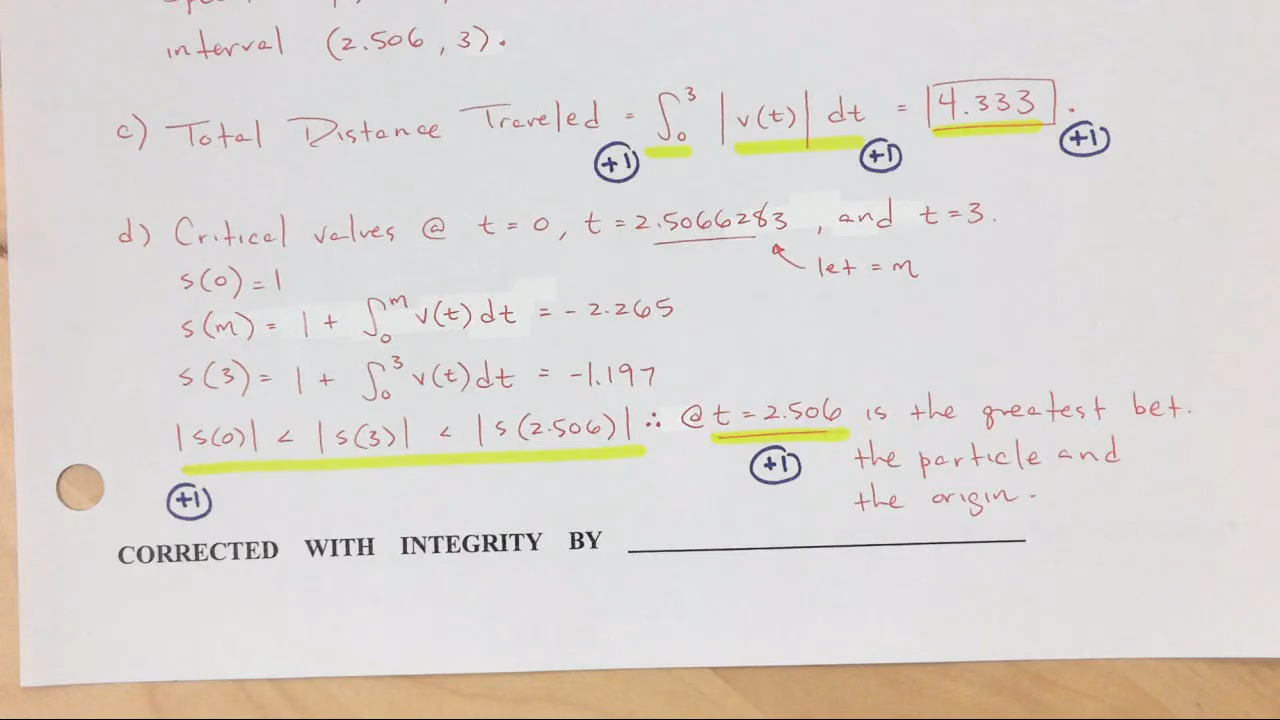 interval (2.506, 3).
c) Total Distance Traveled = ∫₀³ |v(t)| dt = 4.333.
+1 +1 +1
d) Critical values @ t = 0, t = 2.5066283, and t = 3.
let = m
s(0) = 1
s(m) = 1 + ∫₀ᵐ v(t) dt = -2.265
s(3) = 1 + ∫₀³ v(t) dt = -1.197
|s(0)| < |s(3)| < |s(2.506)| ∴ @ t = 2.506 is the greatest bet.
the particle and
the origin.
+1 +1
CORRECTED WITH INTEGRITY BY